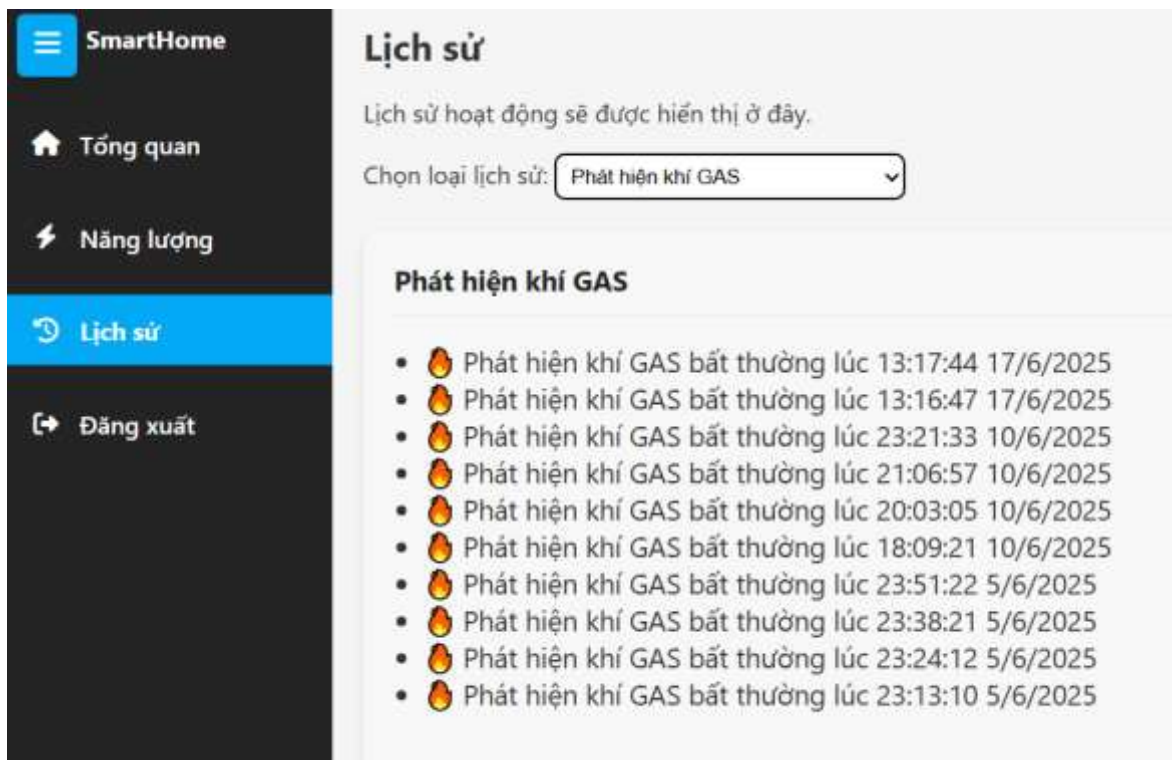 SmartHome
Tổng quan
Năng lượng
Lịch sử
Đăng xuất
Lịch sử
Lịch sử hoạt động sẽ được hiển thị ở đây.
Chọn loại lịch sử: Phát hiện khí GAS
Phát hiện khí GAS
• 🔥 Phát hiện khí GAS bất thường lúc 13:17:44 17/6/2025
• 🔥 Phát hiện khí GAS bất thường lúc 13:16:47 17/6/2025
• 🔥 Phát hiện khí GAS bất thường lúc 23:21:33 10/6/2025
• 🔥 Phát hiện khí GAS bất thường lúc 21:06:57 10/6/2025
• 🔥 Phát hiện khí GAS bất thường lúc 20:03:05 10/6/2025
• 🔥 Phát hiện khí GAS bất thường lúc 18:09:21 10/6/2025
• 🔥 Phát hiện khí GAS bất thường lúc 23:51:22 5/6/2025
• 🔥 Phát hiện khí GAS bất thường lúc 23:38:21 5/6/2025
• 🔥 Phát hiện khí GAS bất thường lúc 23:24:12 5/6/2025
• 🔥 Phát hiện khí GAS bất thường lúc 23:13:10 5/6/2025